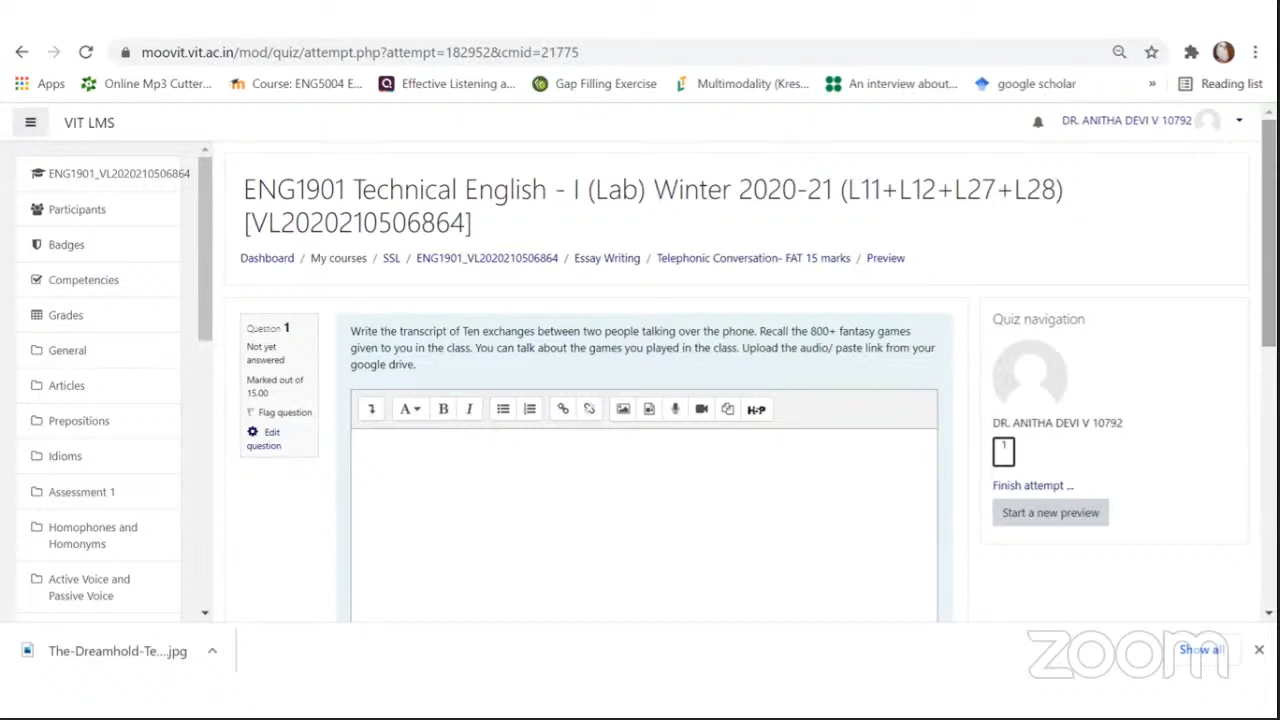 moovit.vit.ac.in/mod/quiz/attempt.php?attempt=182952&cmid=21775
Apps Online Mp3 Cutter... Course: ENG5004 E... Effective Listening a... Gap Filling Exercise Multimodality (Kres... An interview about... google scholar » Reading list
VIT LMS DR. ANITHA DEVI V 10792
ENG1901_VL2020210506864
Participants
Badges
Competencies
Grades
General
Articles
Prepositions
Idioms
Assessment 1
Homophones and
Homonyms
Active Voice and
Passive Voice
ENG1901 Technical English - I (Lab) Winter 2020-21 (L11+L12+L27+L28)
[VL2020210506864]
Dashboard / My courses / SSL / ENG1901_VL2020210506864 / Essay Writing / Telephonic Conversation- FAT 15 marks / Preview
Question 1
Not yet
answered
Marked out of
15.00
Flag question
Edit
question
Write the transcript of Ten exchanges between two people talking over the phone. Recall the 800+ fantasy games
given to you in the class. You can talk about the games you played in the class. Upload the audio/ paste link from your
google drive.
A B I H-P
Quiz navigation
DR. ANITHA DEVI V 10792
1
Finish attempt ...
Start a new preview
The-Dreamhold-Te....jpg
Show all
zoom